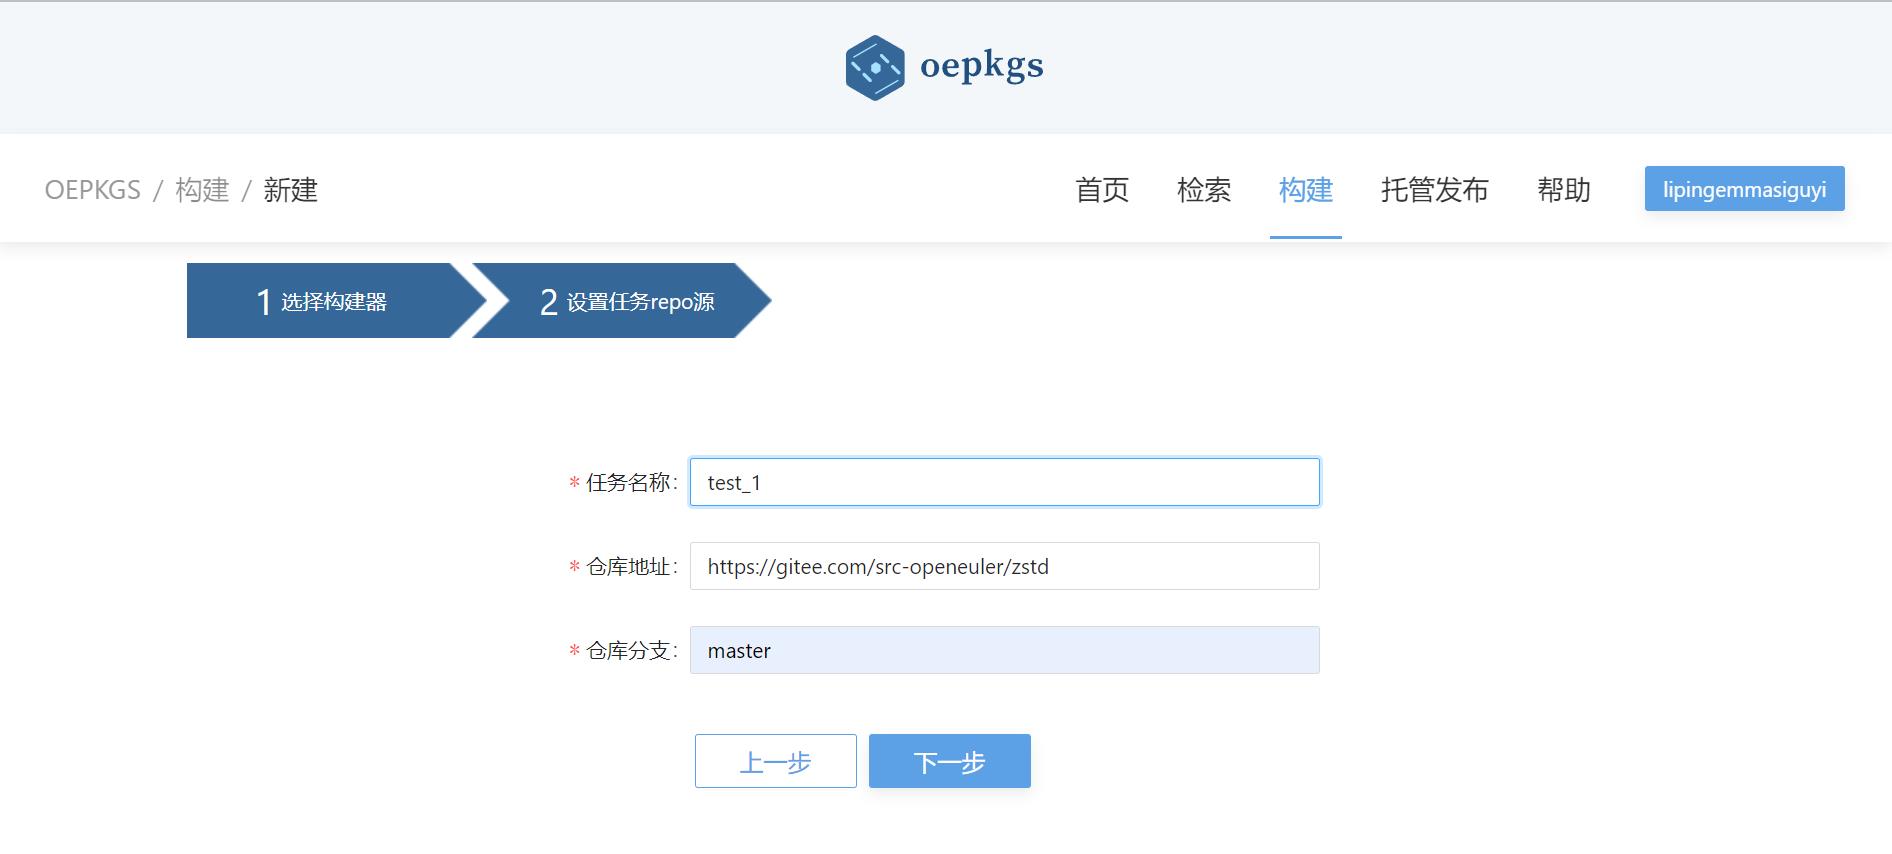 oepkgs
OEPKGS / 构建 / 新建
首页 检索 构建 托管发布 帮助 lipingemmasiguyi
1 选择构建器 2 设置任务repo源
* 任务名称: test_1
* 仓库地址: https://gitee.com/src-openeuler/zstd
* 仓库分支: master
上一步 下一步